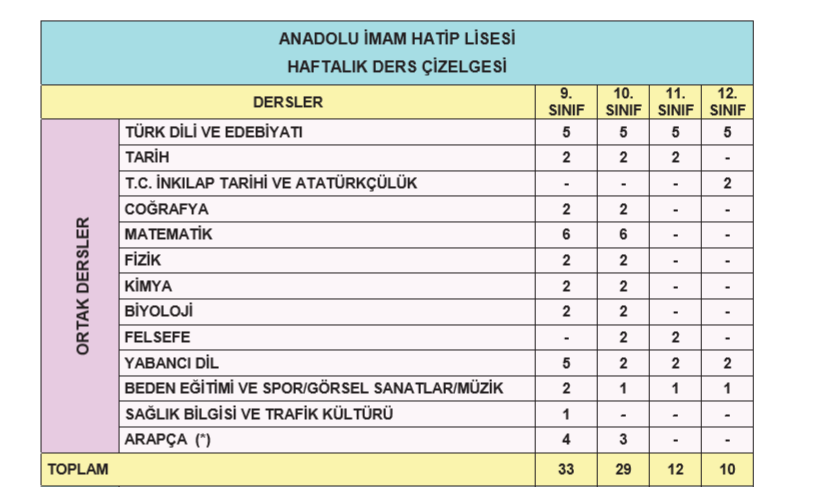 ANADOLU İMAM HATİP LİSESİ
HAFTALIK DERS ÇİZELGESİ
DERSLER 9. SINIF 10. SINIF 11. SINIF 12. SINIF
ORTAK DERSLER
TÜRK DİLİ VE EDEBİYATI 5 5 5 5
TARİH 2 2 2 -
T.C. İNKILAP TARİHİ VE ATATÜRKÇÜLÜK - - - 2
COĞRAFYA 2 2 - -
MATEMATİK 6 6 - -
FİZİK 2 2 - -
KİMYA 2 2 - -
BİYOLOJİ 2 2 - -
FELSEFE - 2 2 -
YABANCI DİL 5 2 2 2
BEDEN EĞİTİMİ VE SPOR/GÖRSEL SANATLAR/MÜZİK 2 1 1 1
SAĞLIK BİLGİSİ VE TRAFİK KÜLTÜRÜ 1 - - -
ARAPÇA (*) 4 3 - -
TOPLAM 33 29 12 10